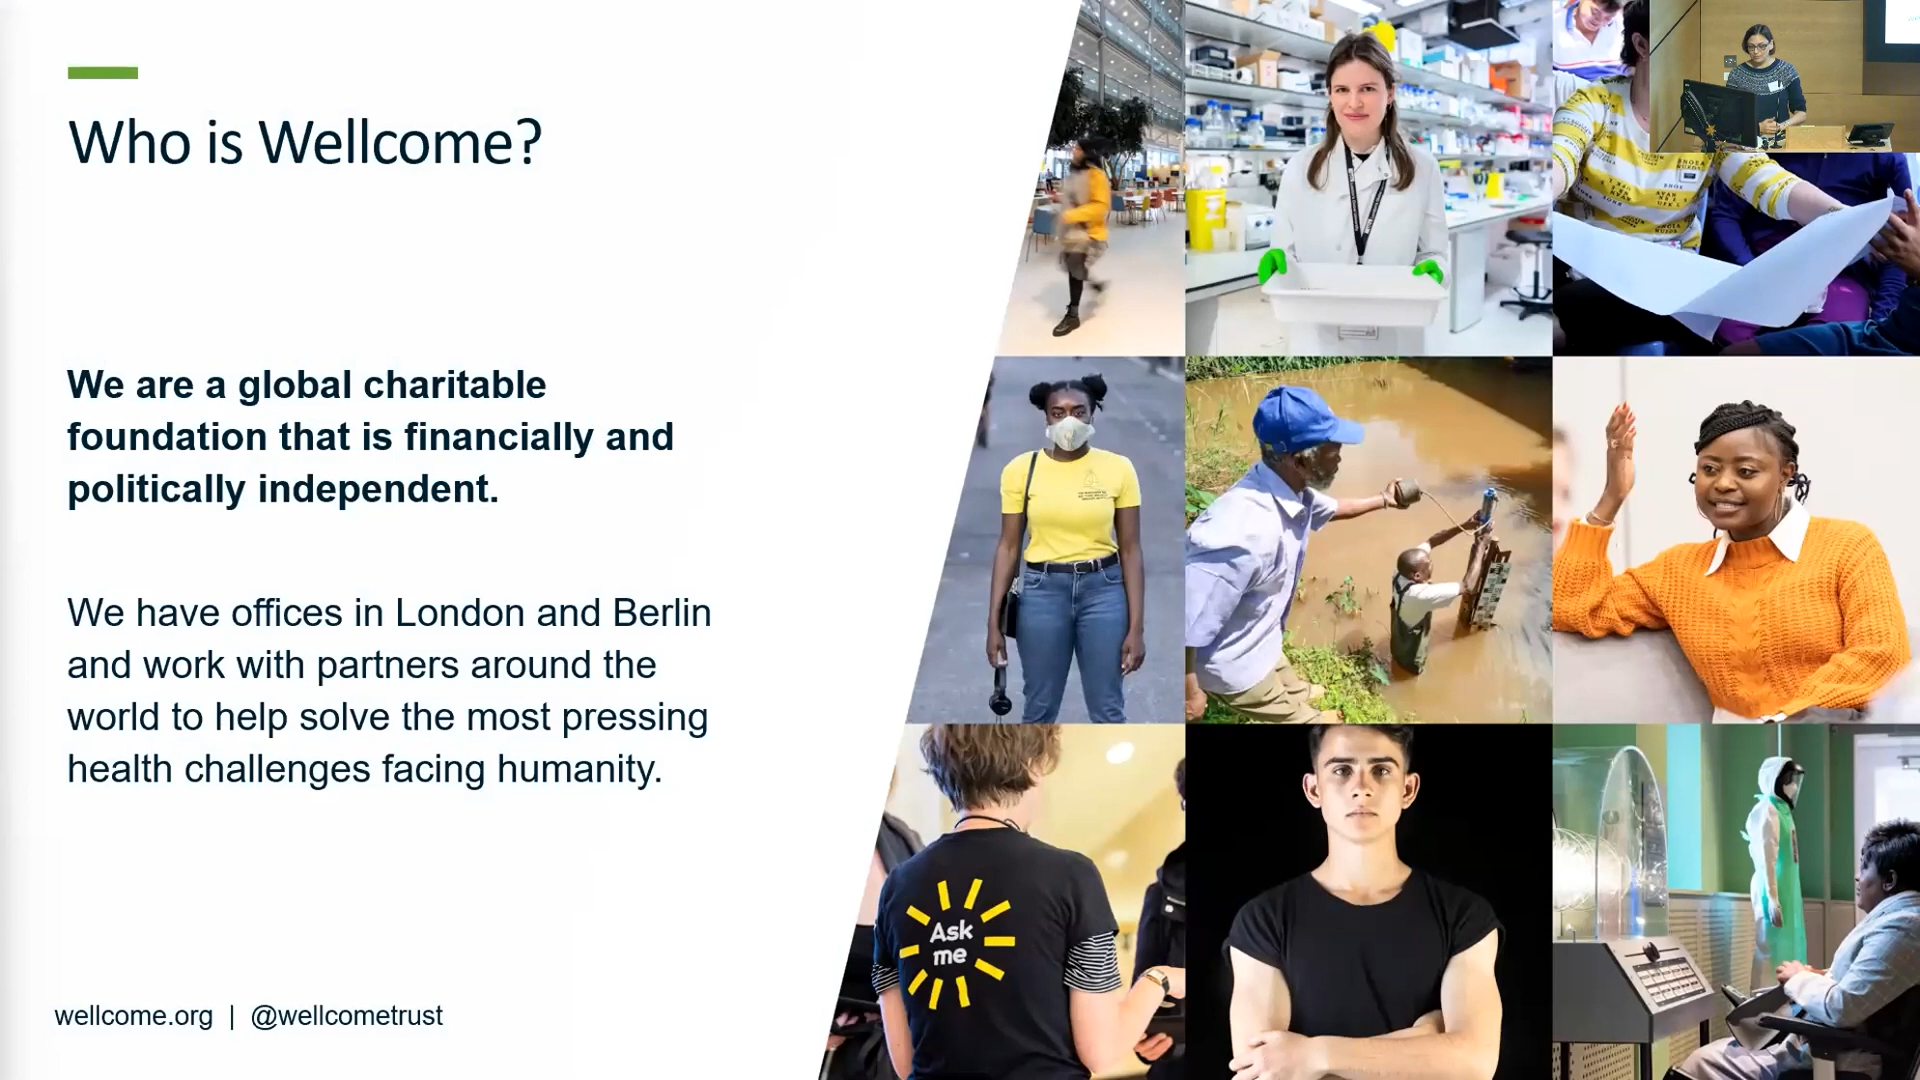 Who is Wellcome?
We are a global charitable
foundation that is financially and
politically independent.
We have offices in London and Berlin
and work with partners around the
world to help solve the most pressing
health challenges facing humanity.
wellcome.org | @wellcometrust
Ask
me